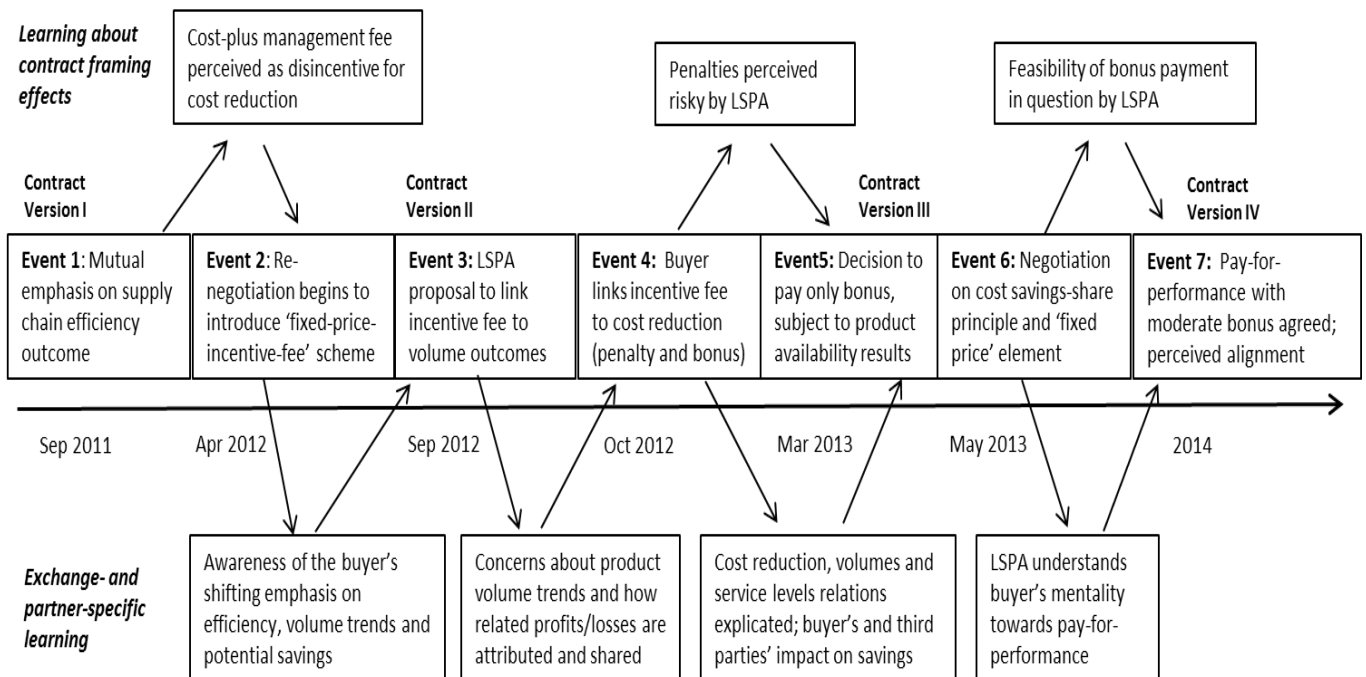 Learning about
contract framing
effects
Cost-plus management fee
perceived as disincentive for
cost reduction
Penalties perceived
risky by LSPA
Feasibility of bonus payment
in question by LSPA
Contract
Version I
Contract
Version II
Contract
Version III
Contract
Version IV
Event 1: Mutual
emphasis on supply
chain efficiency
outcome
Event 2: Re-
negotiation begins to
introduce ‘fixed-price-
incentive-fee’ scheme
Event 3: LSPA
proposal to link
incentive fee to
volume outcomes
Event 4: Buyer
links incentive fee
to cost reduction
(penalty and bonus)
Event5: Decision to
pay only bonus,
subject to product
availability results
Event 6: Negotiation
on cost savings-share
principle and ‘fixed
price’ element
Event 7: Pay-for-
performance with
moderate bonus agreed;
perceived alignment
Sep 2011
Apr 2012
Sep 2012
Oct 2012
Mar 2013
May 2013
2014
Exchange- and
partner-specific
learning
Awareness of the buyer’s
shifting emphasis on
efficiency, volume trends and
potential savings
Concerns about product
volume trends and how
related profits/losses are
attributed and shared
Cost reduction, volumes and
service levels relations
explicated; buyer’s and third
parties’ impact on savings
LSPA understands
buyer’s mentality
towards pay-for-
performance